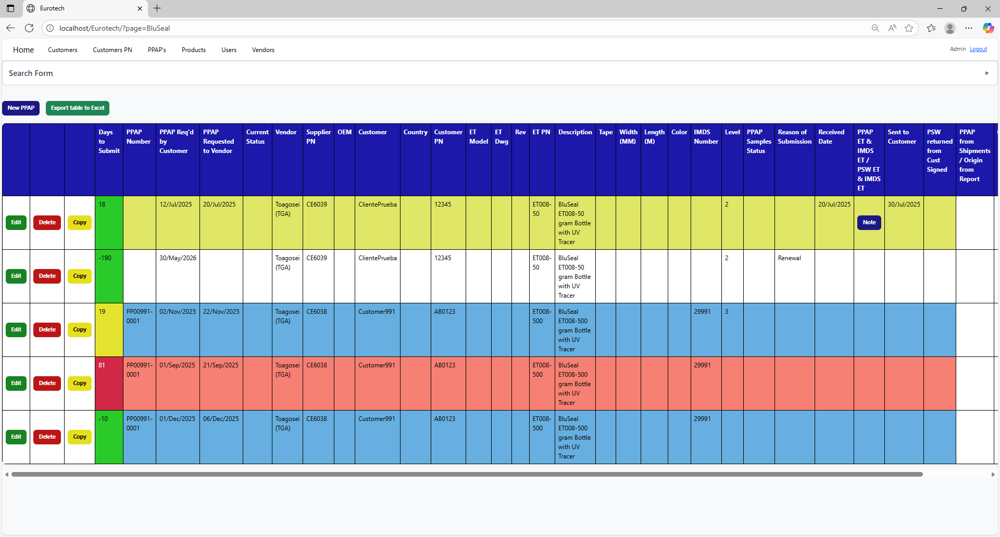 Eurotech
localhost/Eurotech/?page=BluSeal
Home Customers Customers PN PPAP's Products Users Vendors Admin Logout
Search Form
New PPAP Export table to Excel
Days to Submit
PPAP Number
PPAP Req'd by Customer
PPAP Requested to Vendor
Current Status
Vendor
Supplier PN
OEM
Customer
Country
Customer PN
ET Model
ET Dwg
Rev
ET PN
Description
Tape
Width (MM)
Length (M)
Color
IMDS Number
Level
PPAP Samples Status
Reason of Submission
Received Date
PPAP ET & IMDS ET / PSW ET & IMDS ET
Sent to Customer
PSW returned from Cust Signed
PPAP from Shipments / Origin from Report
Edit Delete Copy 18 12/Jul/2025 20/Jul/2025 Toagosei (TGA) CE6039 ClientePrueba 12345 ET008-50 BluSeal ET008-50 gram Bottle with UV Tracer 2 20/Jul/2025 Note 30/Jul/2025
Edit Delete Copy -190 30/May/2026 Toagosei (TGA) CE6039 ClientePrueba 12345 ET008-50 BluSeal ET008-50 gram Bottle with UV Tracer 2 Renewal
Edit Delete Copy 19 PP00991-0001 02/Nov/2025 22/Nov/2025 Toagosei (TGA) CE6038 Customer991 AB0123 ET008-500 BluSeal ET008-500 gram Bottle with UV Tracer 29991 3
Edit Delete Copy 81 PP00991-0001 01/Sep/2025 21/Sep/2025 Toagosei (TGA) CE6038 Customer991 AB0123 ET008-500 BluSeal ET008-500 gram Bottle with UV Tracer 29991
Edit Delete Copy -10 PP00991-0001 01/Dec/2025 06/Dec/2025 Toagosei (TGA) CE6038 Customer991 AB0123 ET008-500 BluSeal ET008-500 gram Bottle with UV Tracer 29991